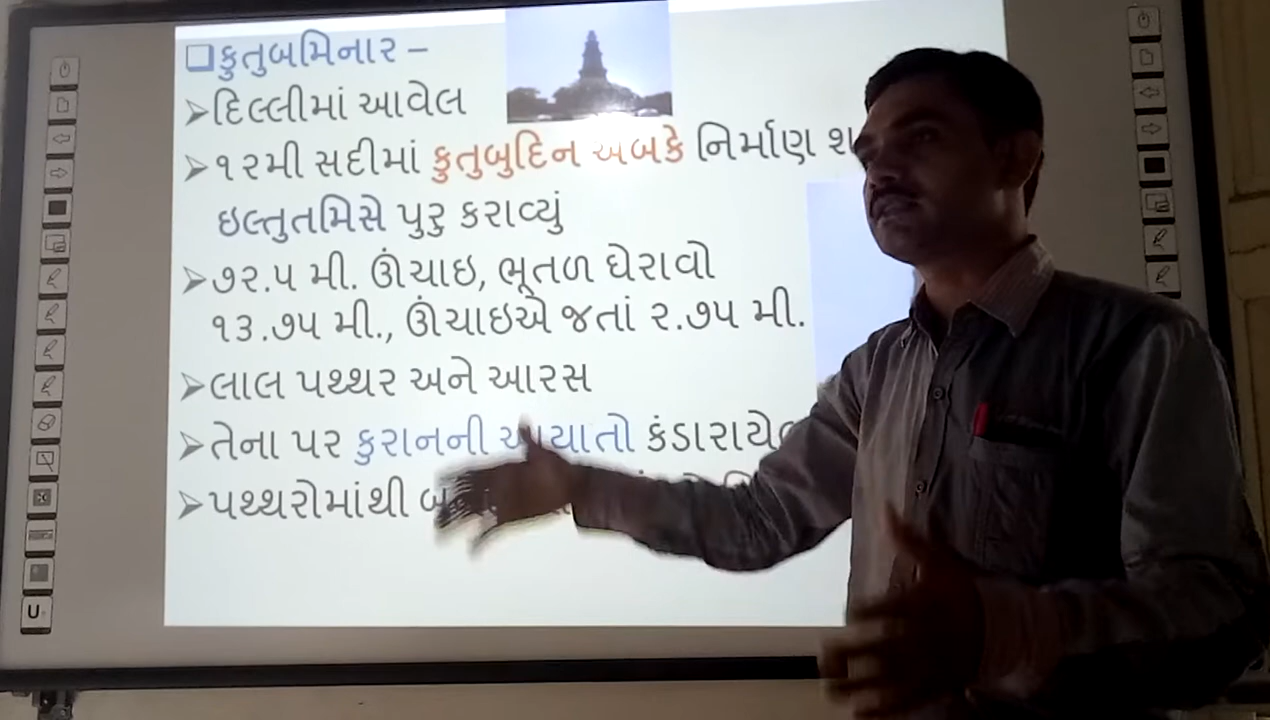 ❑કુતુબમિનાર –
➢દિલ્લીમાં આવેલ
➢૧૨મી સદીમાં કુતુબુદિન અબકે નિર્માણ
ઇલ્તુતમિસે પુરુ કરાવ્યું
➢૭૨.૫ મી. ઊંચાઇ, ભૂતળ ઘેરાવો
૧૩.૭૫ મી., ઊંચાઇએ જતાં ૨.૭૫ મી.
➢લાલ પથ્થર અને આરસ
➢તેના પર કુરાનની આયાતો કંડારાયેલ
➢પથ્થરોમાંથી
U